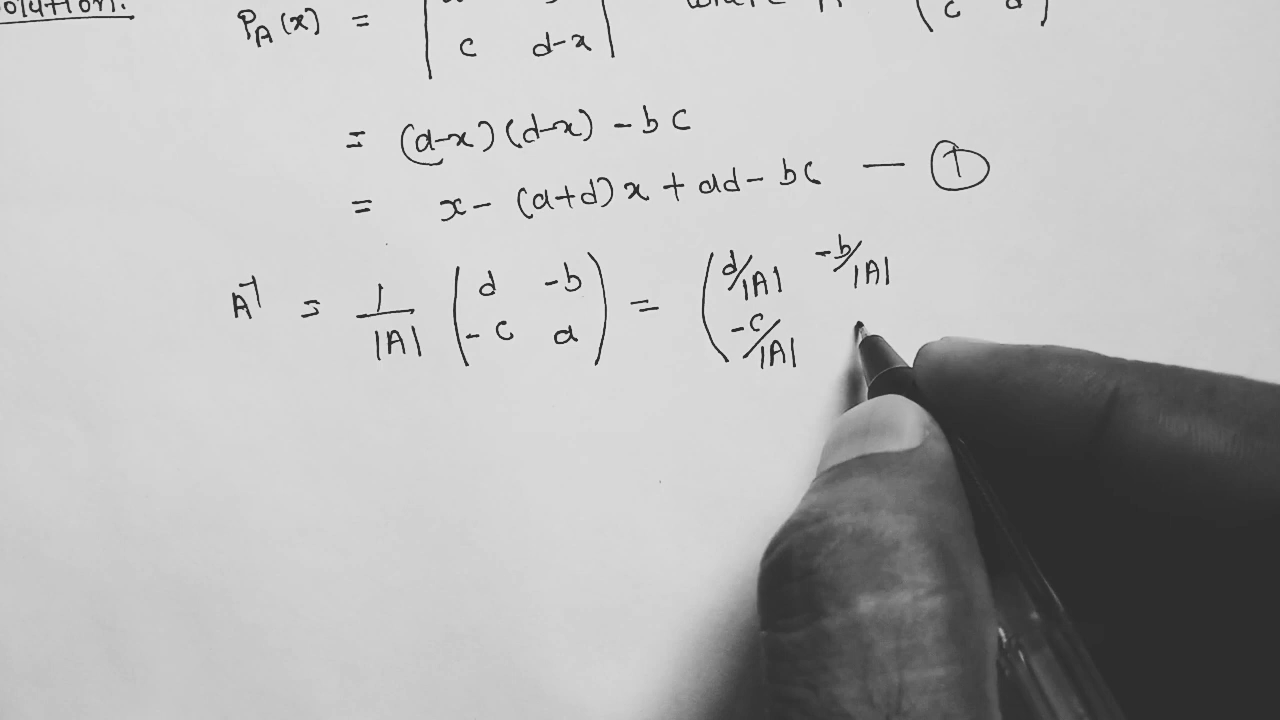 P_A(x) =
c d-x
= (a-x)(d-x) - bc
= x - (a+d)x + ad - bc — ①
A⁻¹ = 1/|A| (d -b; -c a) = (d/|A| -b/|A|; -c/|A|